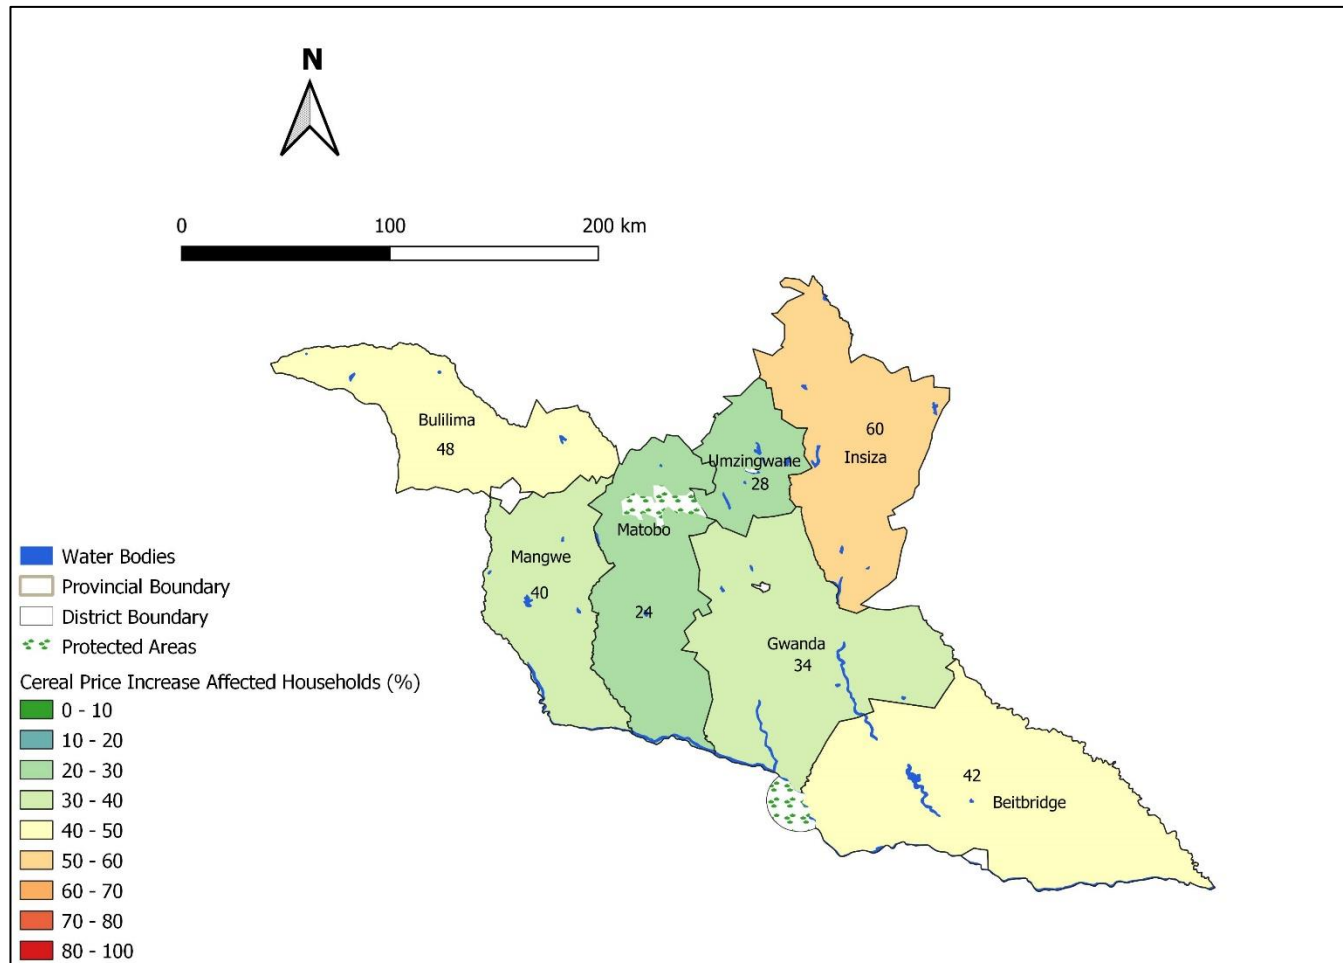 N
0 100 200 km
Bulilima
48
60
Insiza
Umzingwane
28
Matobo
Mangwe
40
24
Gwanda
34
42
Beitbridge
Water Bodies
Provincial Boundary
District Boundary
Protected Areas
Cereal Price Increase Affected Households (%)
0 - 10
10 - 20
20 - 30
30 - 40
40 - 50
50 - 60
60 - 70
70 - 80
80 - 100